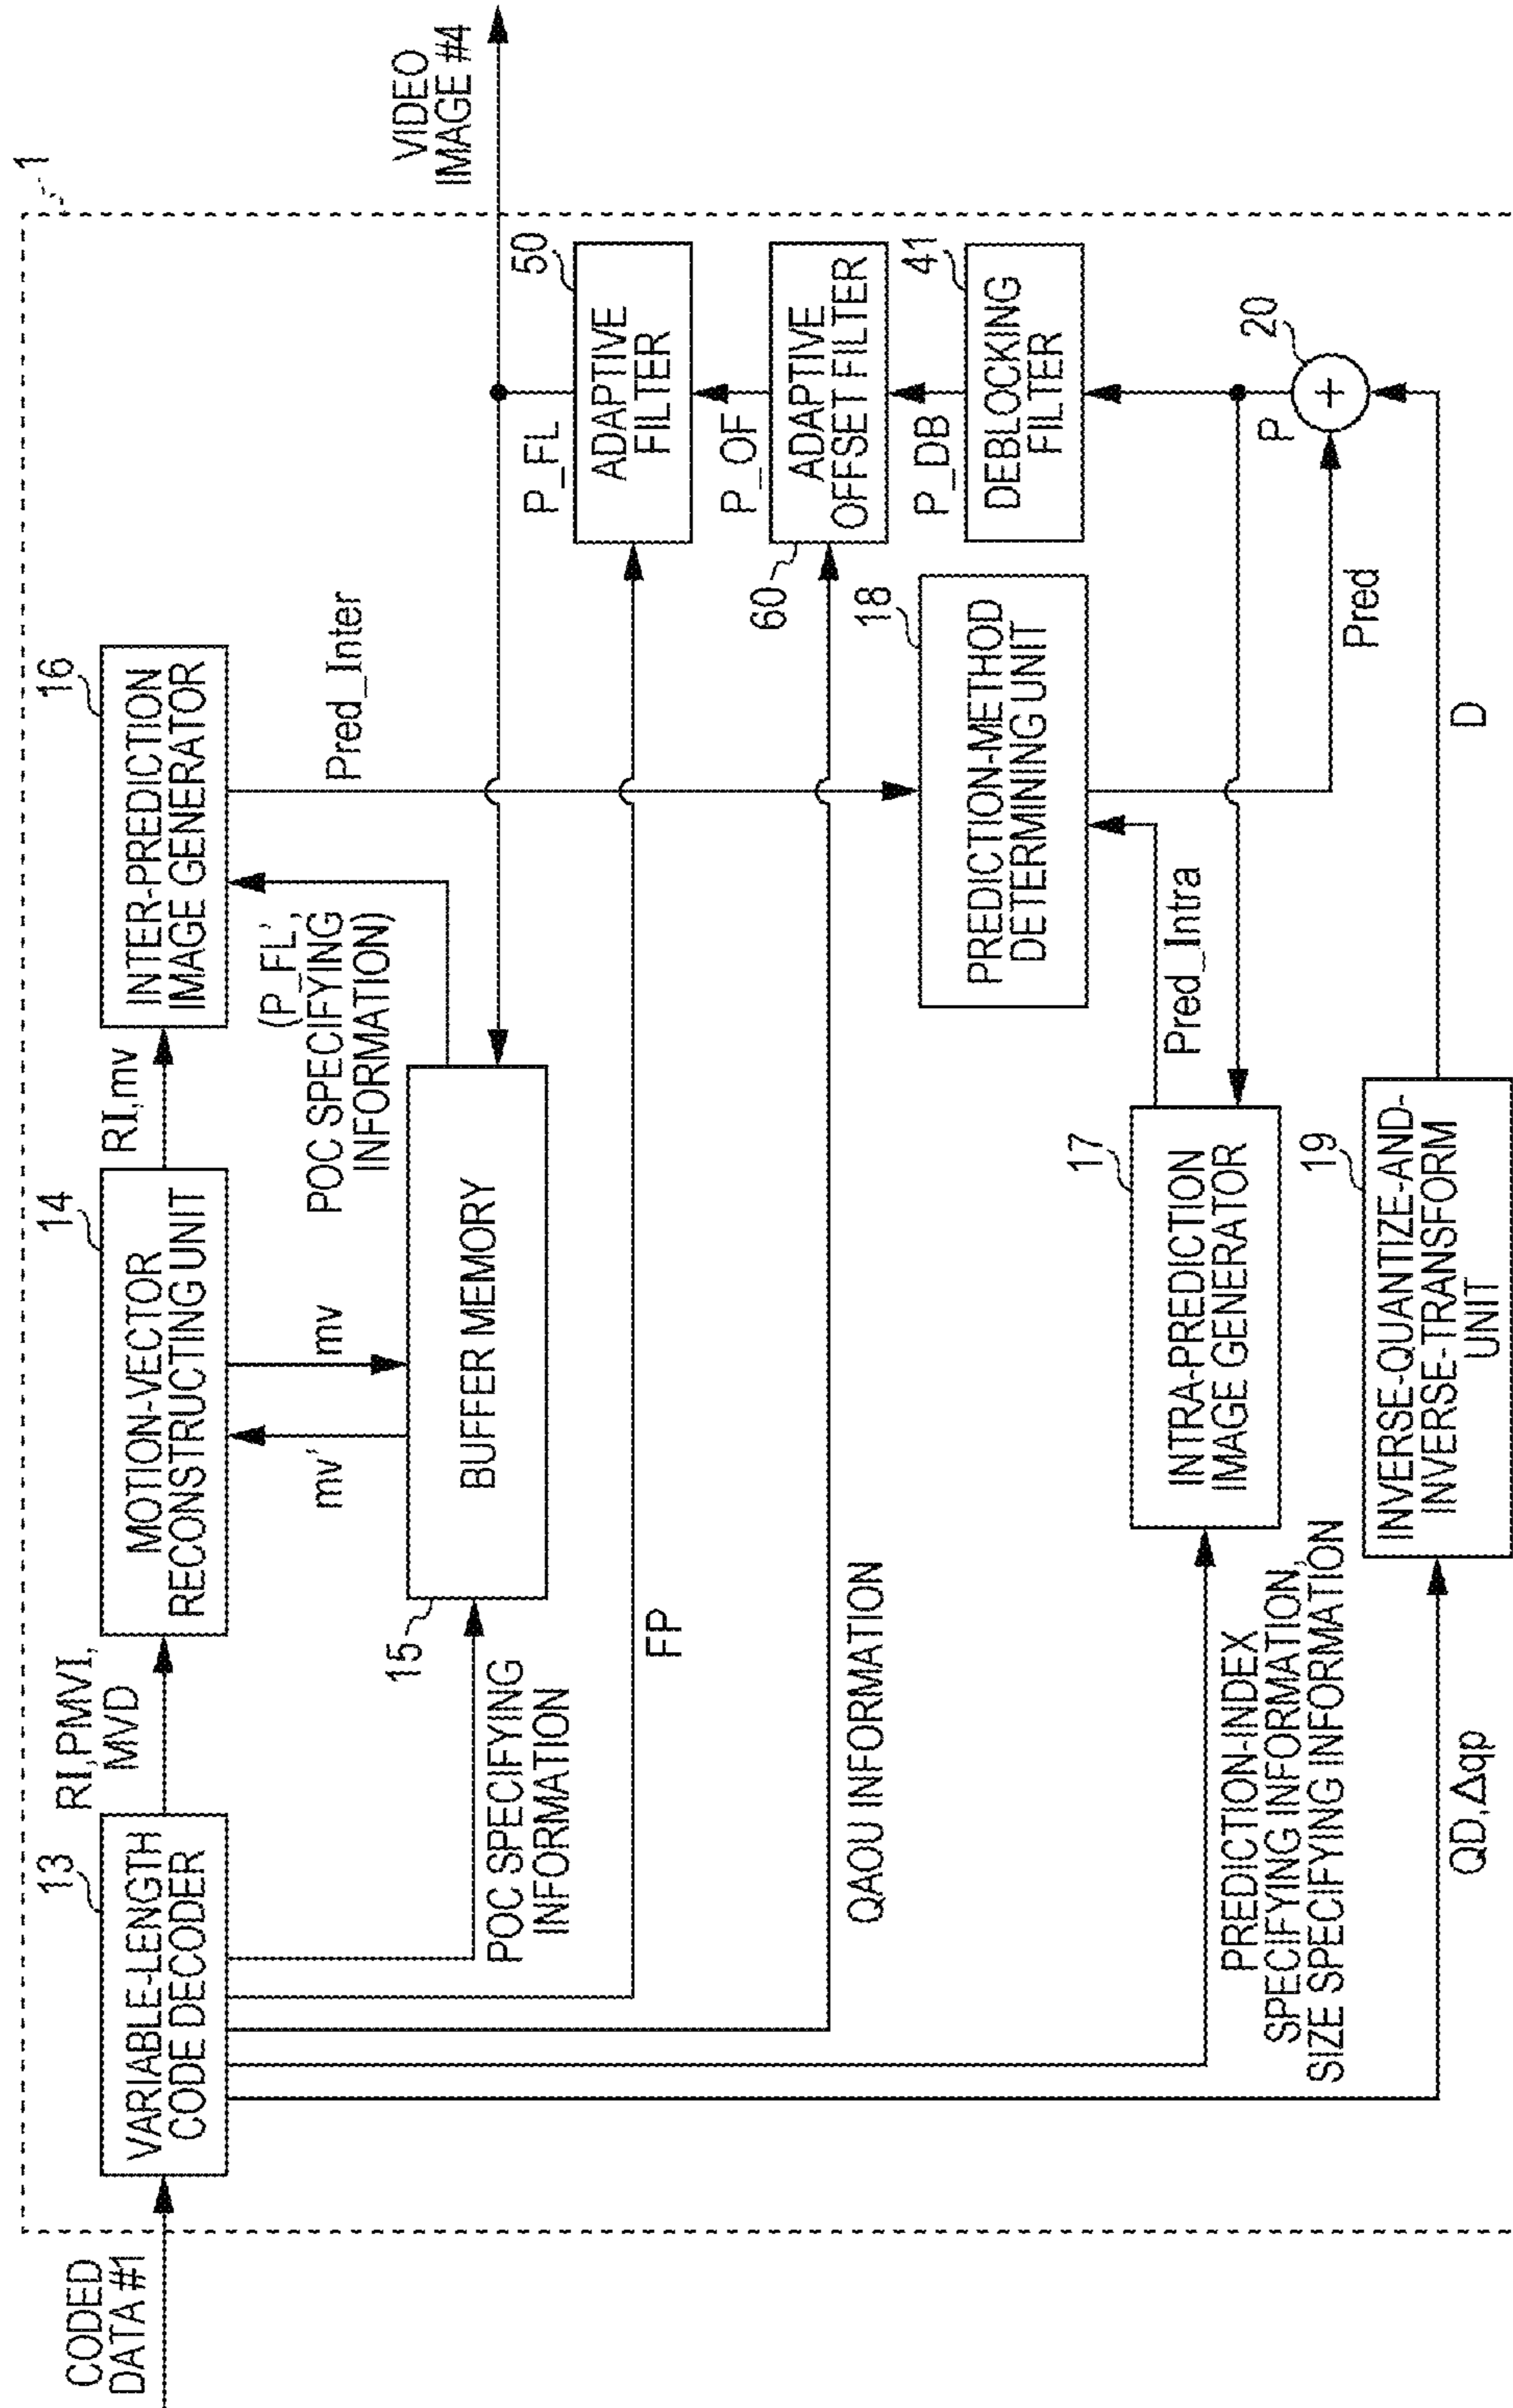 1
CODED
DATA #1
13
VARIABLE-LENGTH
CODE DECODER
RI,PMVI,
MVD
14
MOTION-VECTOR
RECONSTRUCTING UNIT
RI,mv
16
INTER-PREDICTION
IMAGE GENERATOR
mv'
mv
(P_FL',
POC SPECIFYING
INFORMATION)
Pred_Inter
VIDEO
IMAGE #4
15
BUFFER MEMORY
POC SPECIFYING
INFORMATION
P_FL
50
ADAPTIVE
FILTER
FP
P_OF
60
ADAPTIVE
OFFSET FILTER
QAOU INFORMATION
P_DB
18
PREDICTION-METHOD
DETERMINING UNIT
41
DEBLOCKING
FILTER
Pred_Intra
17
INTRA-PREDICTION
IMAGE GENERATOR
PREDICTION-INDEX
SPECIFYING INFORMATION,
SIZE SPECIFYING INFORMATION
P
20
+
Pred
19
INVERSE-QUANTIZE-AND-
INVERSE-TRANSFORM
UNIT
QD,Δqp
D